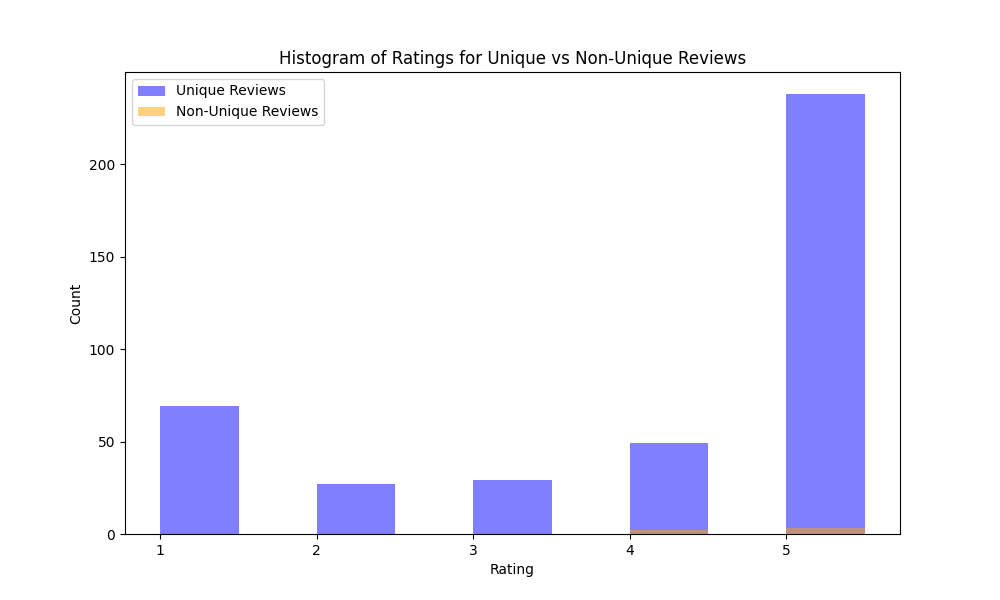 Histogram of Ratings for Unique vs Non-Unique Reviews
Unique Reviews
Non-Unique Reviews
200
150
100
50
0
Count
1 2 3 4 5
Rating